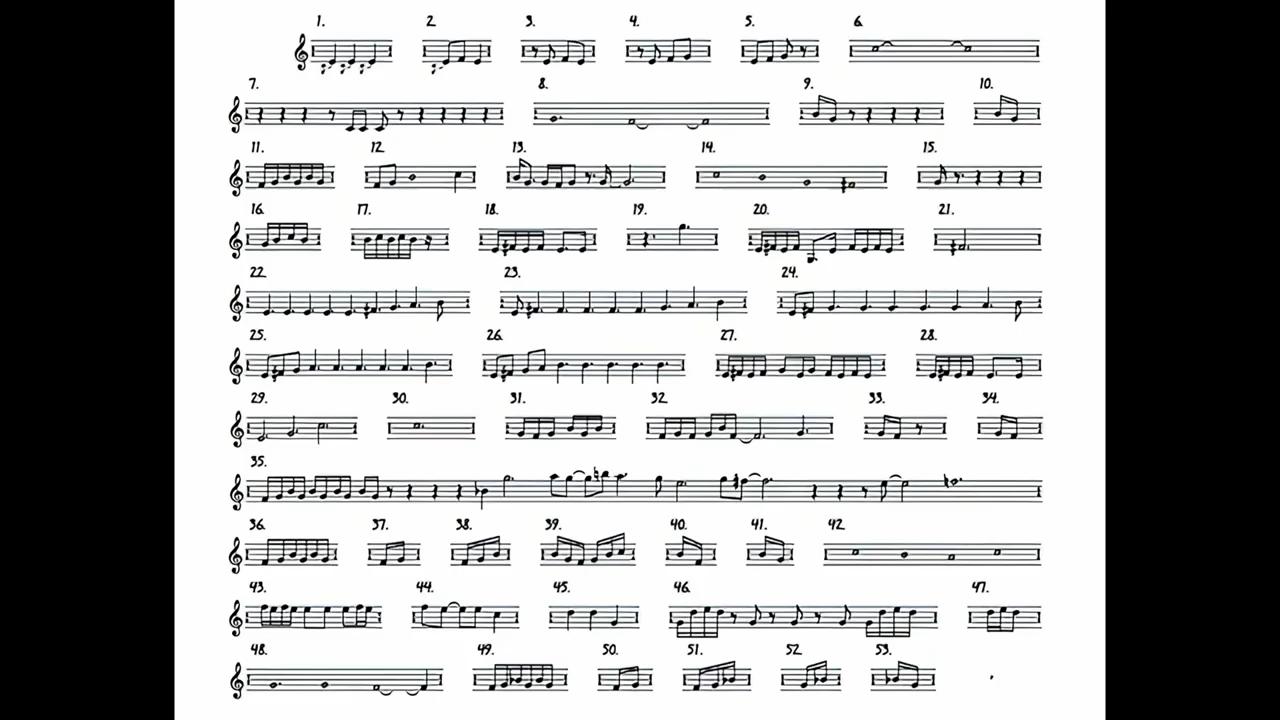 1. 2. 3. 4. 5. 6.
7. 8. 9. 10.
11. 12. 13. 14. 15.
16. 17. 18. 19. 20. 21.
22. 23. 24.
25. 26. 27. 28.
29. 30. 31. 32. 33. 34.
35.
36. 37. 38. 39. 40. 41. 42.
43. 44. 45. 46. 47.
48. 49. 50. 51. 52. 53.